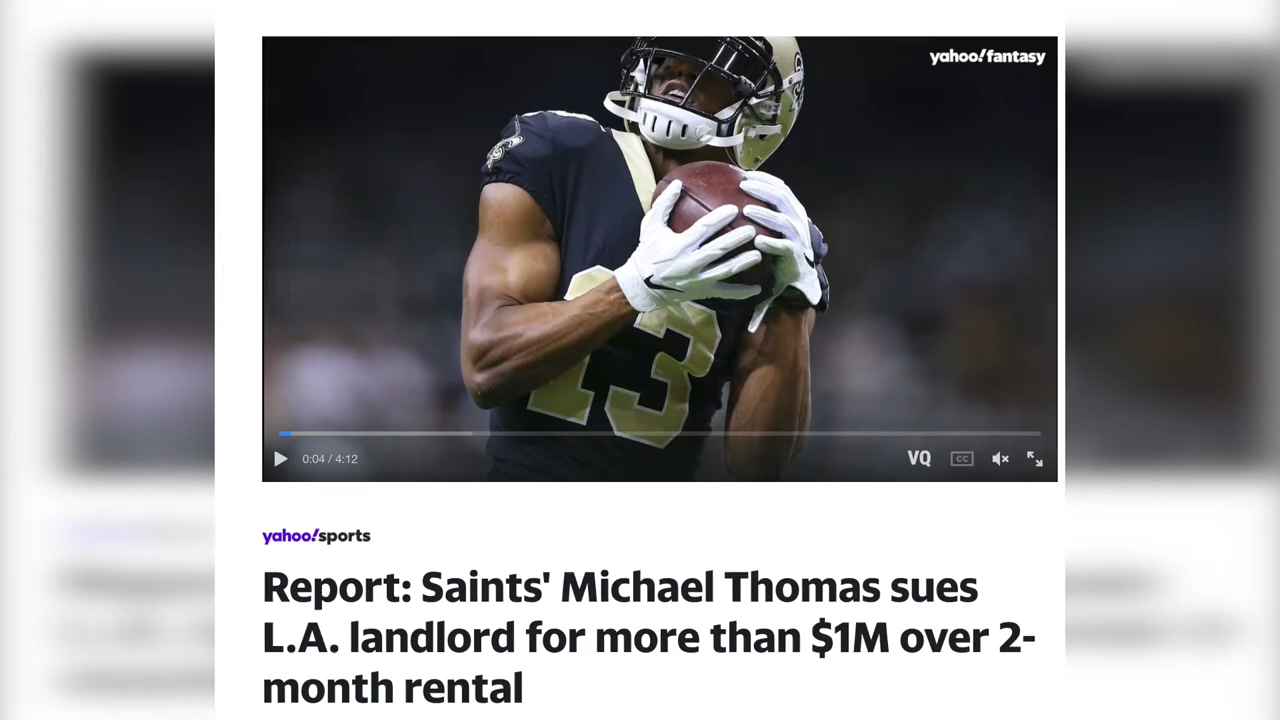 yahoo!fantasy
13
0:04 / 4:12
VQ
CC
yahoo!sports
Report: Saints' Michael Thomas sues
L.A. landlord for more than $1M over 2-
month rental